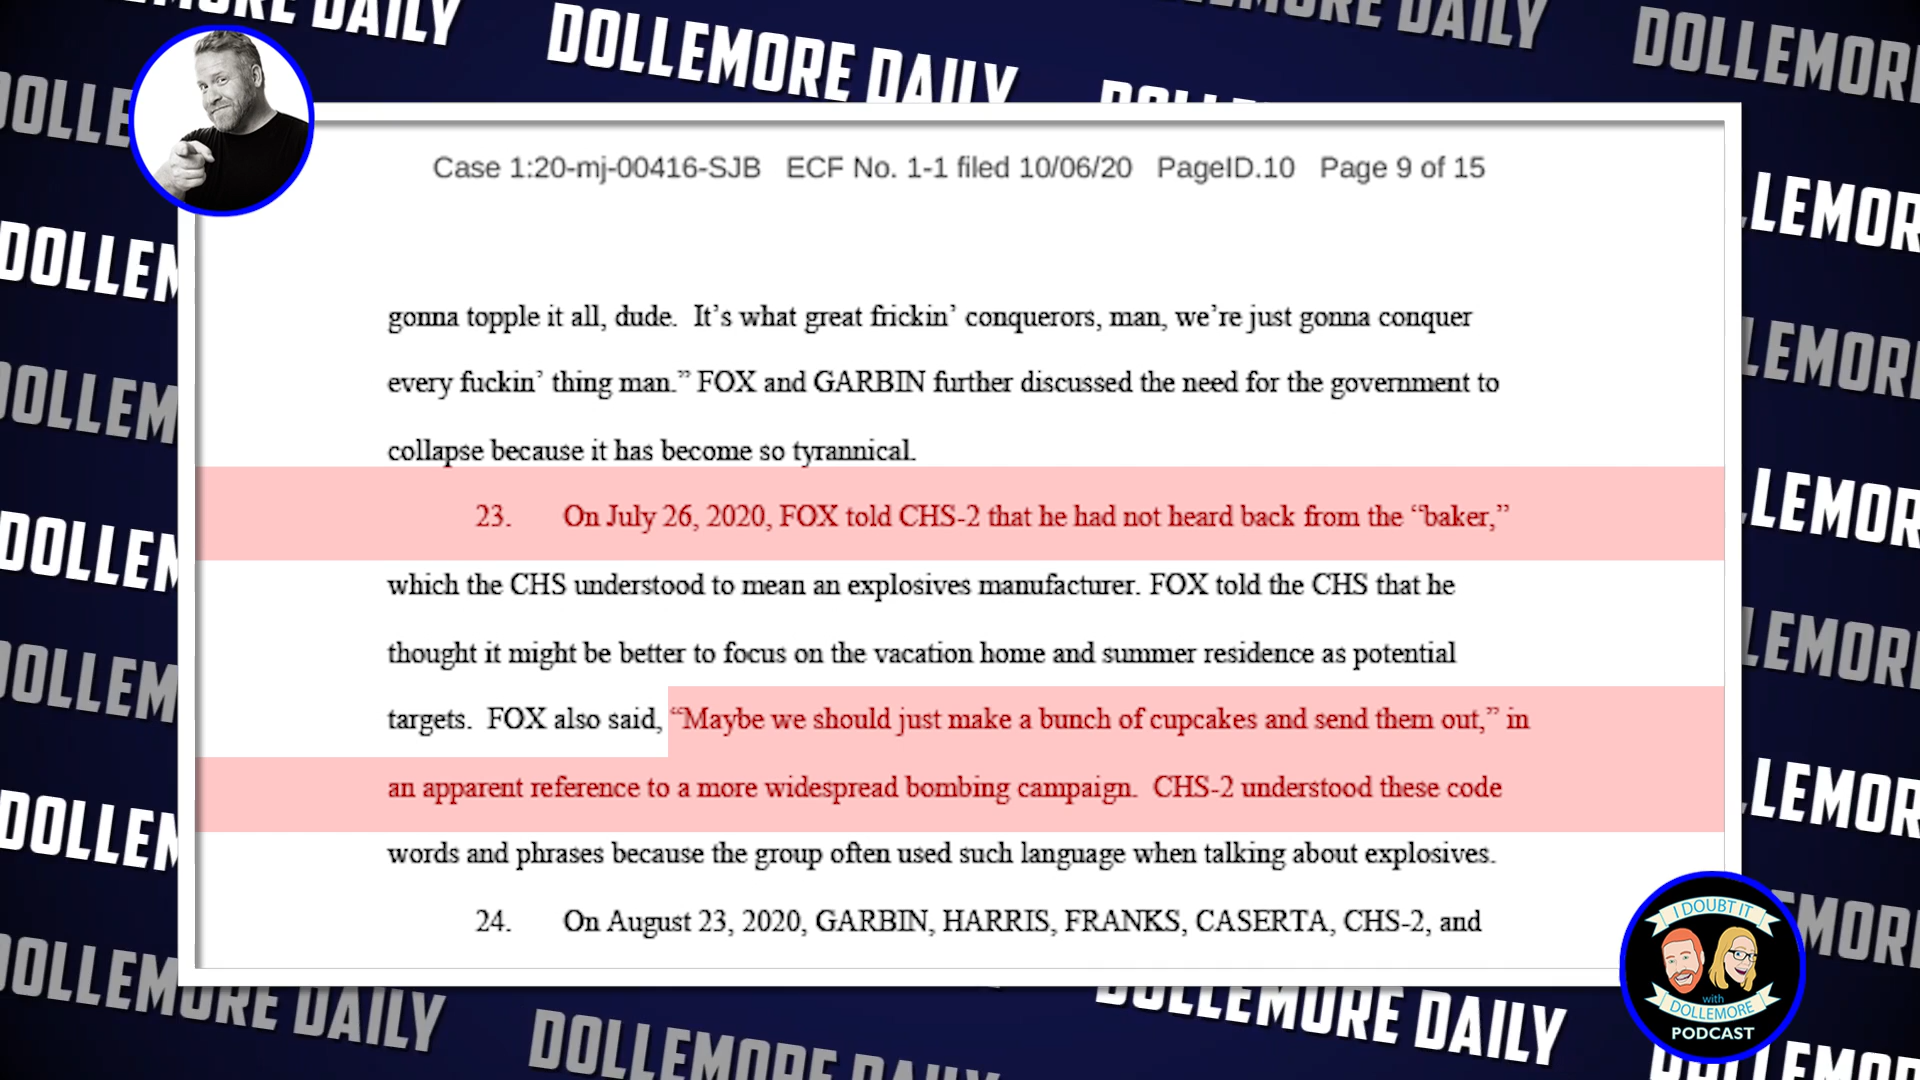 DAILY
DOLLEMORE DAILY
DAILY
DOLLEMOR
Case 1:20-mj-00416-SJB ECF No. 1-1 filed 10/06/20 PageID.10 Page 9 of 15
gonna topple it all, dude. It’s what great frickin’ conquerors, man, we’re just gonna conquer
every fuckin’ thing man.” FOX and GARBIN further discussed the need for the government to
collapse because it has become so tyrannical.
23. On July 26, 2020, FOX told CHS-2 that he had not heard back from the “baker,”
which the CHS understood to mean an explosives manufacturer. FOX told the CHS that he
thought it might be better to focus on the vacation home and summer residence as potential
targets. FOX also said, “Maybe we should just make a bunch of cupcakes and send them out,” in
an apparent reference to a more widespread bombing campaign. CHS-2 understood these code
words and phrases because the group often used such language when talking about explosives.
24. On August 23, 2020, GARBIN, HARRIS, FRANKS, CASERTA, CHS-2, and
I DOUBT IT
with
DOLLEMORE
PODCAST
DOLLEMORE DAILY
DOLLEMORE DAILY
DOLLEMORE DAILY